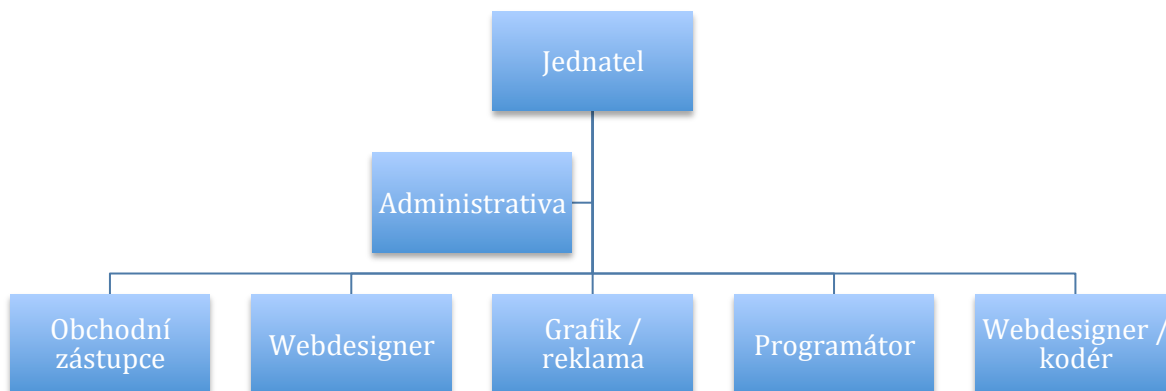 Jednatel
Administrativa
Obchodní
zástupce
Webdesigner
Grafik /
reklama
Programátor
Webdesigner /
kodér